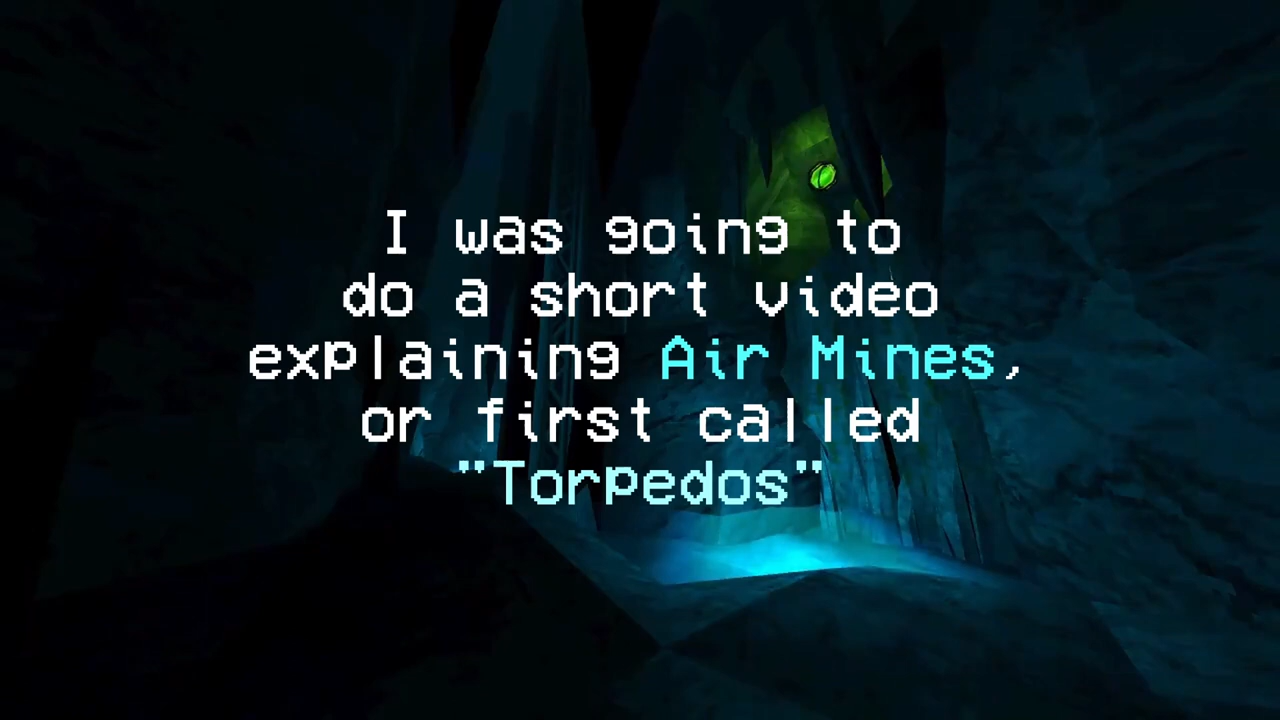 I was going to
do a short video
explaining Air Mines,
or first called
"Torpedos"